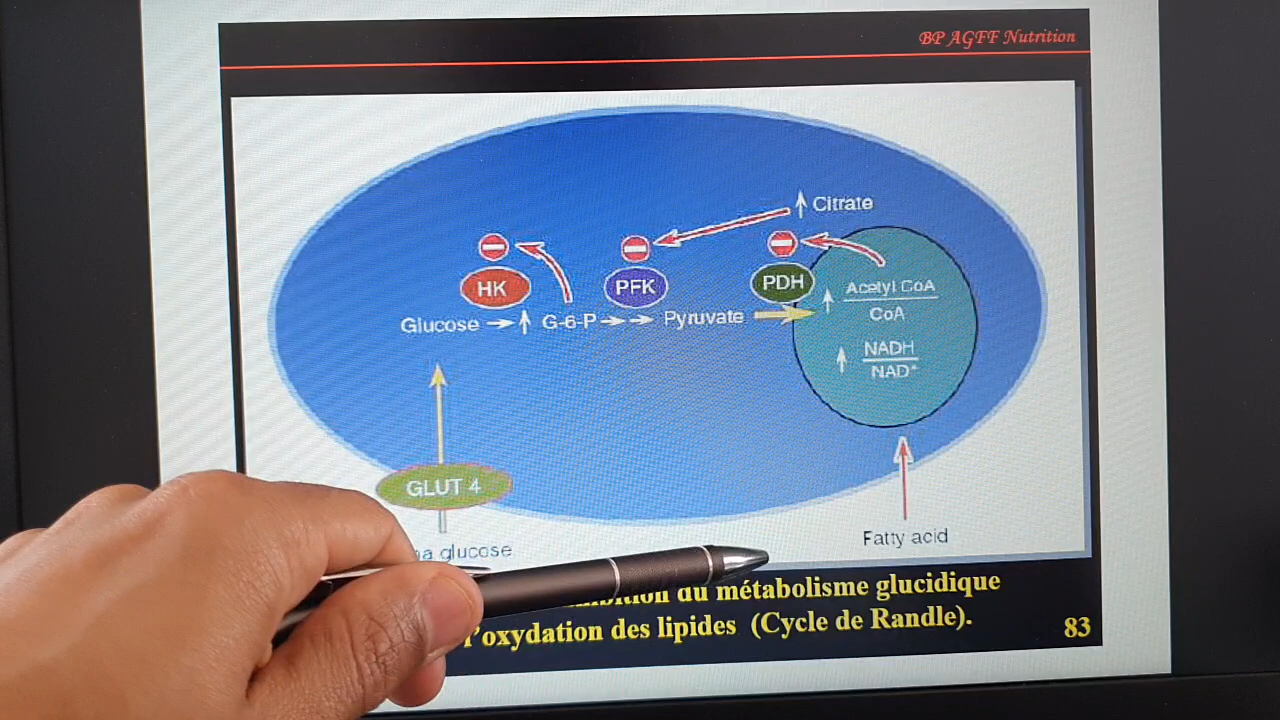 BP AGFF Nutrition
Citrate
HK
PFK
PDH
Acetyl CoA
CoA
Glucose G-6-P Pyruvate
NADH
NAD+
GLUT 4
glucose
Fatty acid
du métabolisme glucidique
l'oxydation des lipides (Cycle de Randle).
83